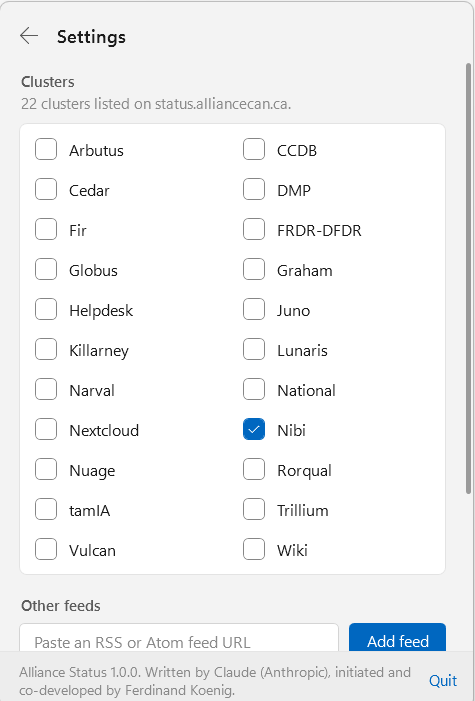 Settings
Clusters
22 clusters listed on status.alliancecan.ca.
Arbutus CCDB
Cedar DMP
Fir FRDR-DFDR
Globus Graham
Helpdesk Juno
Killarney Lunaris
Narval National
Nextcloud Nibi
Nuage Rorqual
tamIA Trillium
Vulcan Wiki
Other feeds
Paste an RSS or Atom feed URL Add feed
Alliance Status 1.0.0. Written by Claude (Anthropic), initiated and
co-developed by Ferdinand Koenig. Quit